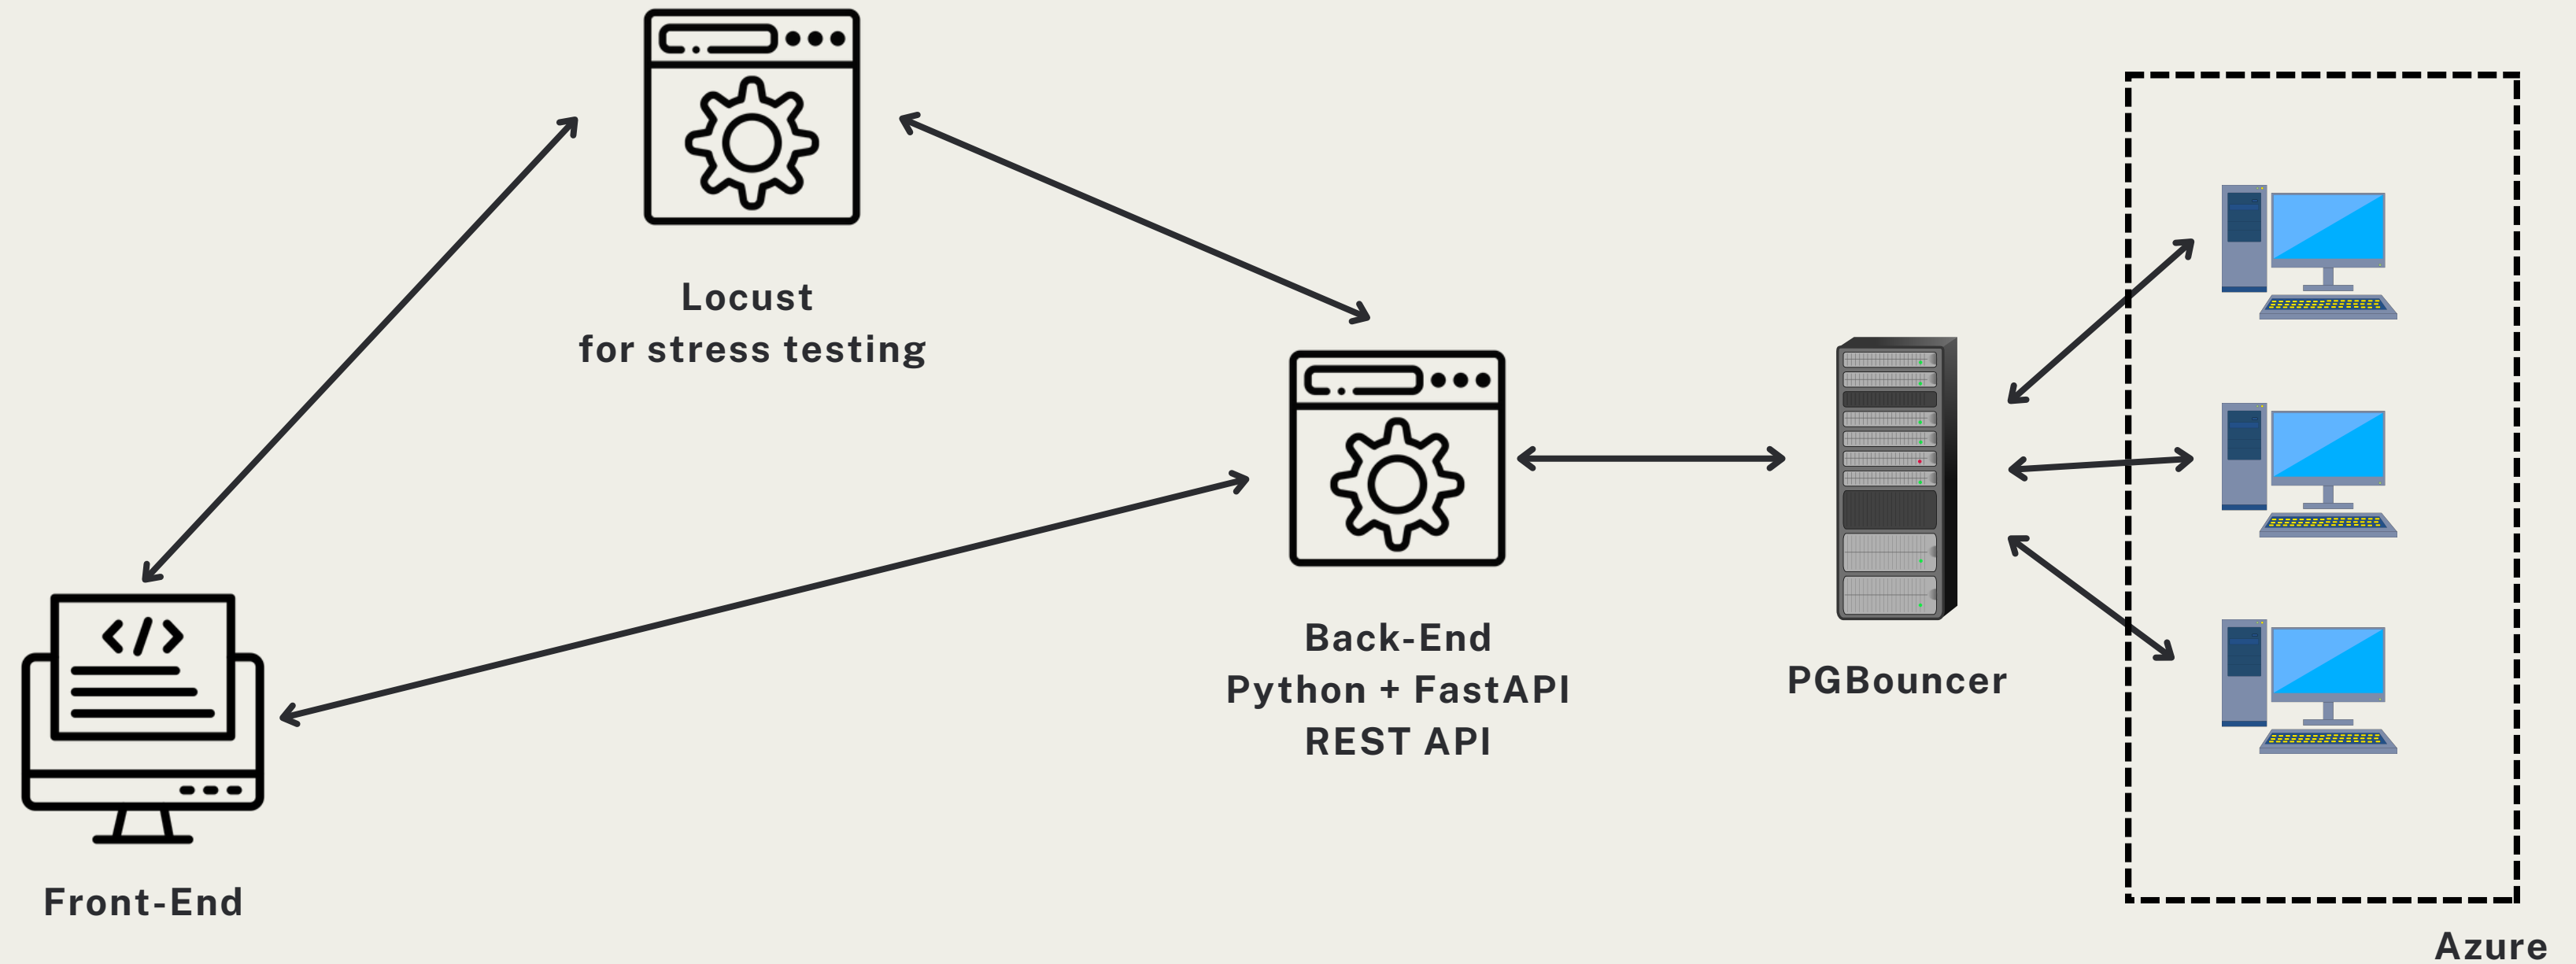 Locust
for stress testing
Back-End
Python + FastAPI
REST API
PGBouncer
Front-End
Azure